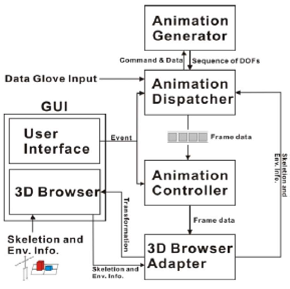 Animation
Generator
Command & Data
Sequence of DOFs
Data Glove Input
Animation
Dispatcher
GUI
User
Interface
Event
Frame data
3D Browser
Animation
Controller
Skeleton and
Env. Info.
Transformation
Frame data
Skeleton and
Env. Info.
Skeleton and
Env. Info.
3D Browser
Adapter